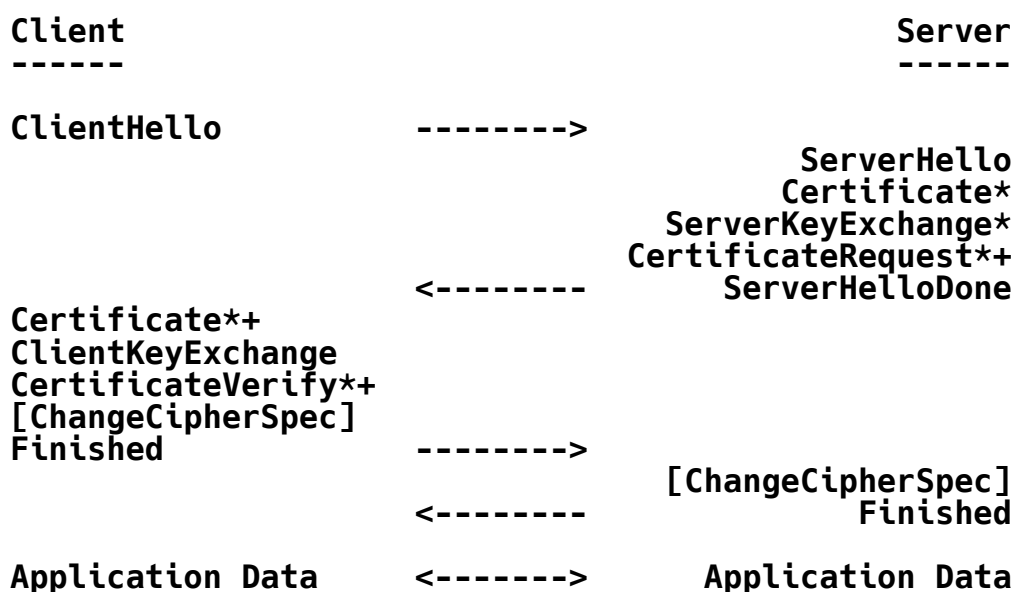 Client Server
------ ------
ClientHello -------->
ServerHello
Certificate*
ServerKeyExchange*
CertificateRequest*+
<-------- ServerHelloDone
Certificate*+
ClientKeyExchange
CertificateVerify*+
[ChangeCipherSpec]
Finished -------->
[ChangeCipherSpec]
<-------- Finished
Application Data <-------> Application Data